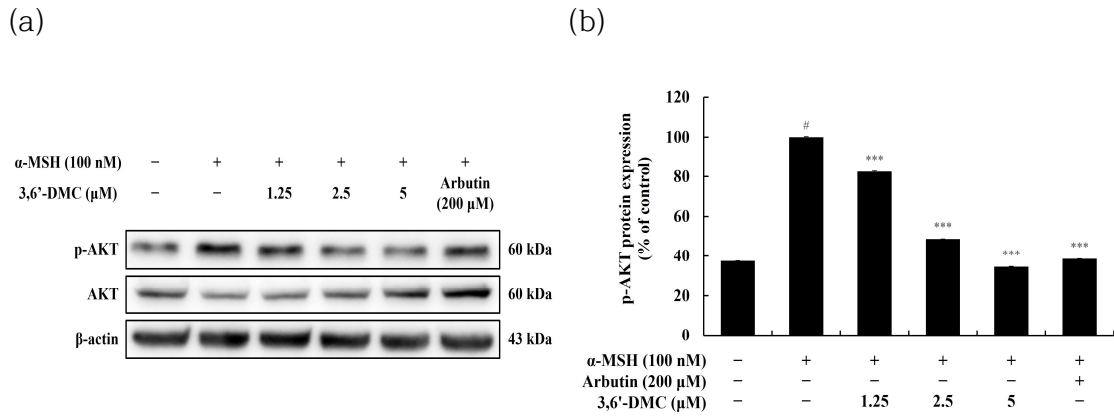 (a)
α-MSH (100 nM) – + + + + +
3,6’-DMC (μM) – – 1.25 2.5 5 Arbutin
(200 μM)
p-AKT 60 kDa
AKT 60 kDa
β-actin 43 kDa
(b)
p-AKT protein expression
(% of control)
120
100
80
60
40
20
0
#
***
***
***
***
α-MSH (100 nM) – + + + + +
Arbutin (200 μM) – – – – – +
3,6'-DMC (μM) – – 1.25 2.5 5 –